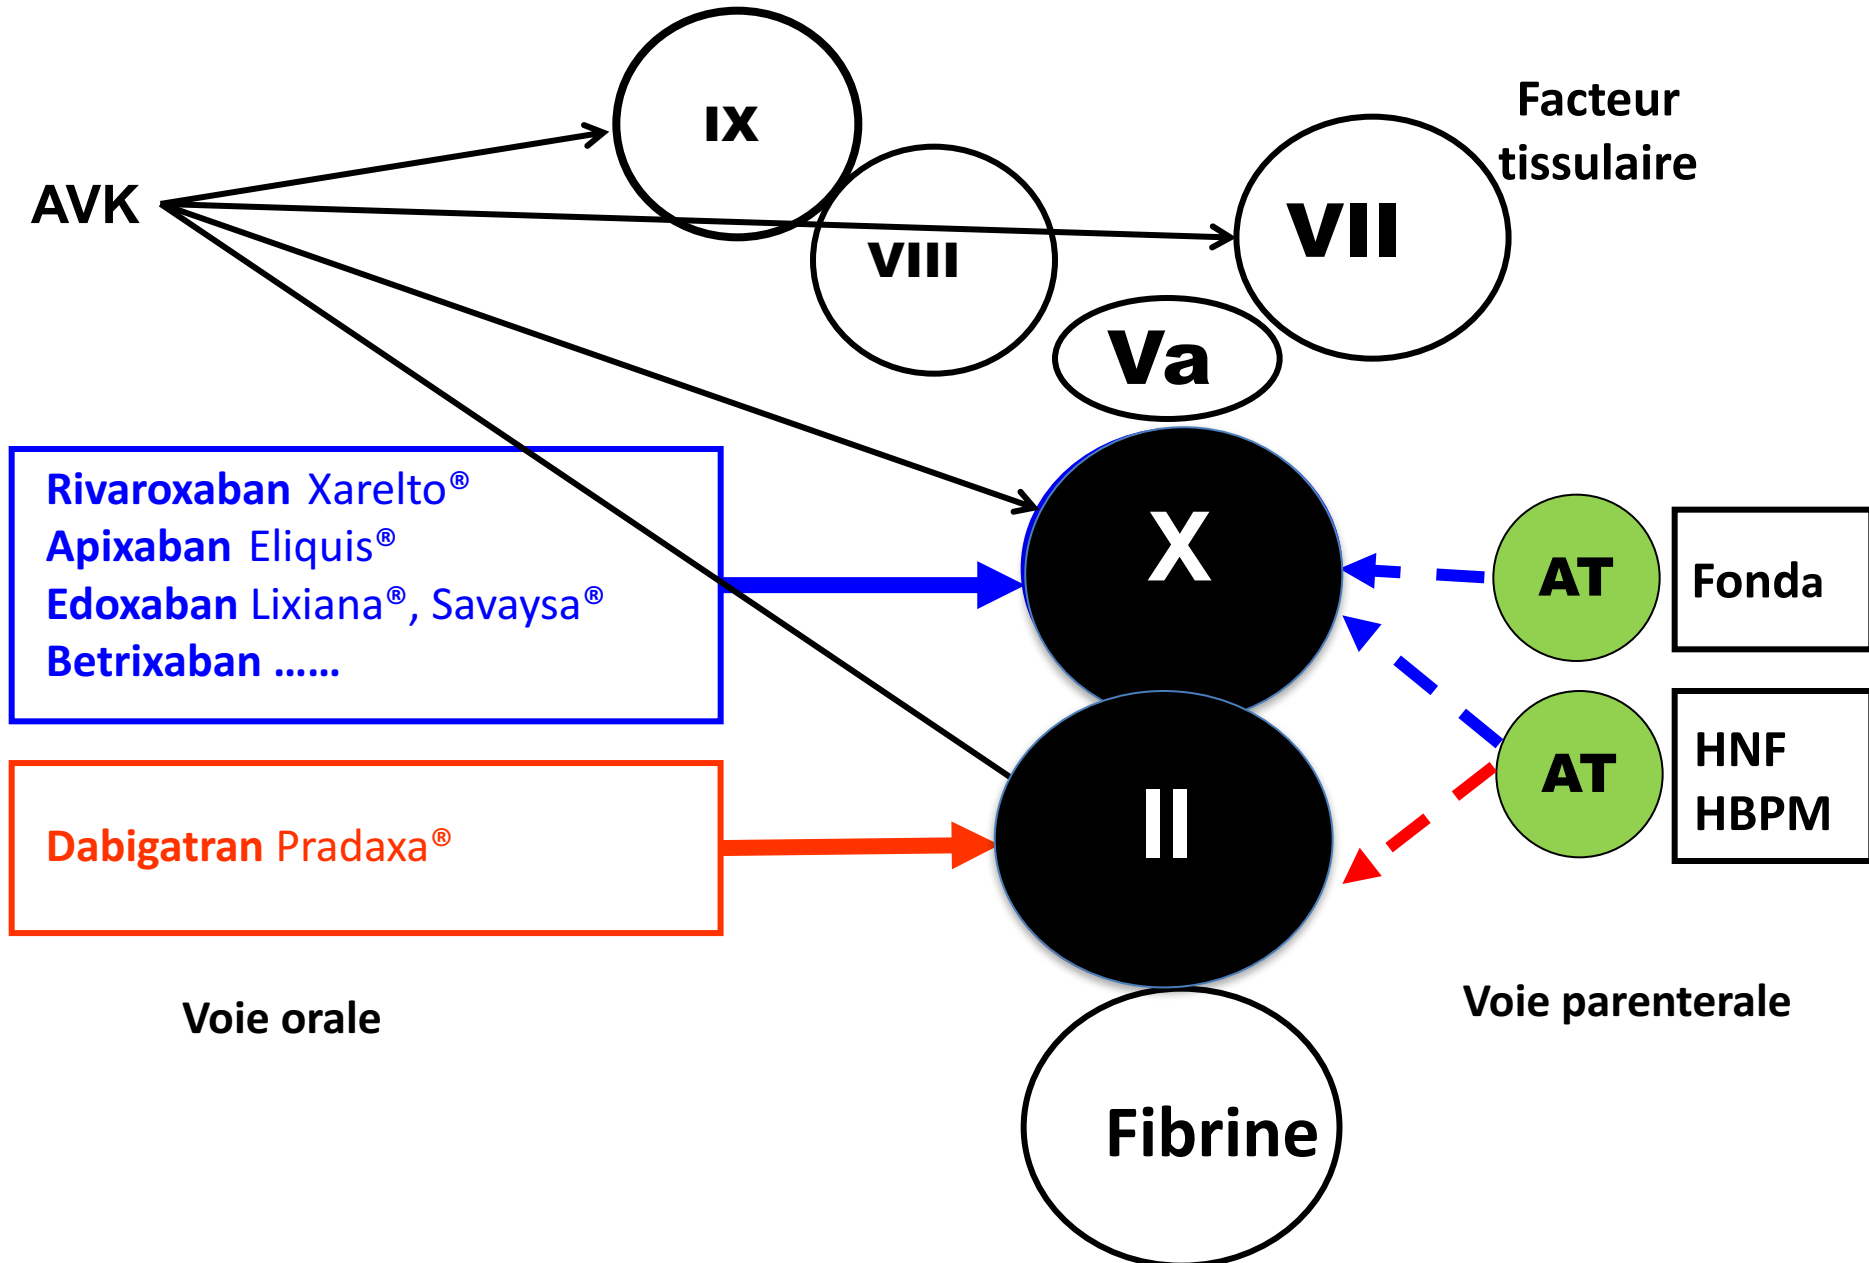 IX
Facteur
tissulaire
AVK
VII
VIII
Va
Rivaroxaban Xarelto®
Apixaban Eliquis®
Edoxaban Lixiana®, Savaysa®
Betrixaban ......
X
AT
Fonda
AT
HNF
HBPM
Dabigatran Pradaxa®
II
Voie orale
Voie parenterale
Fibrine